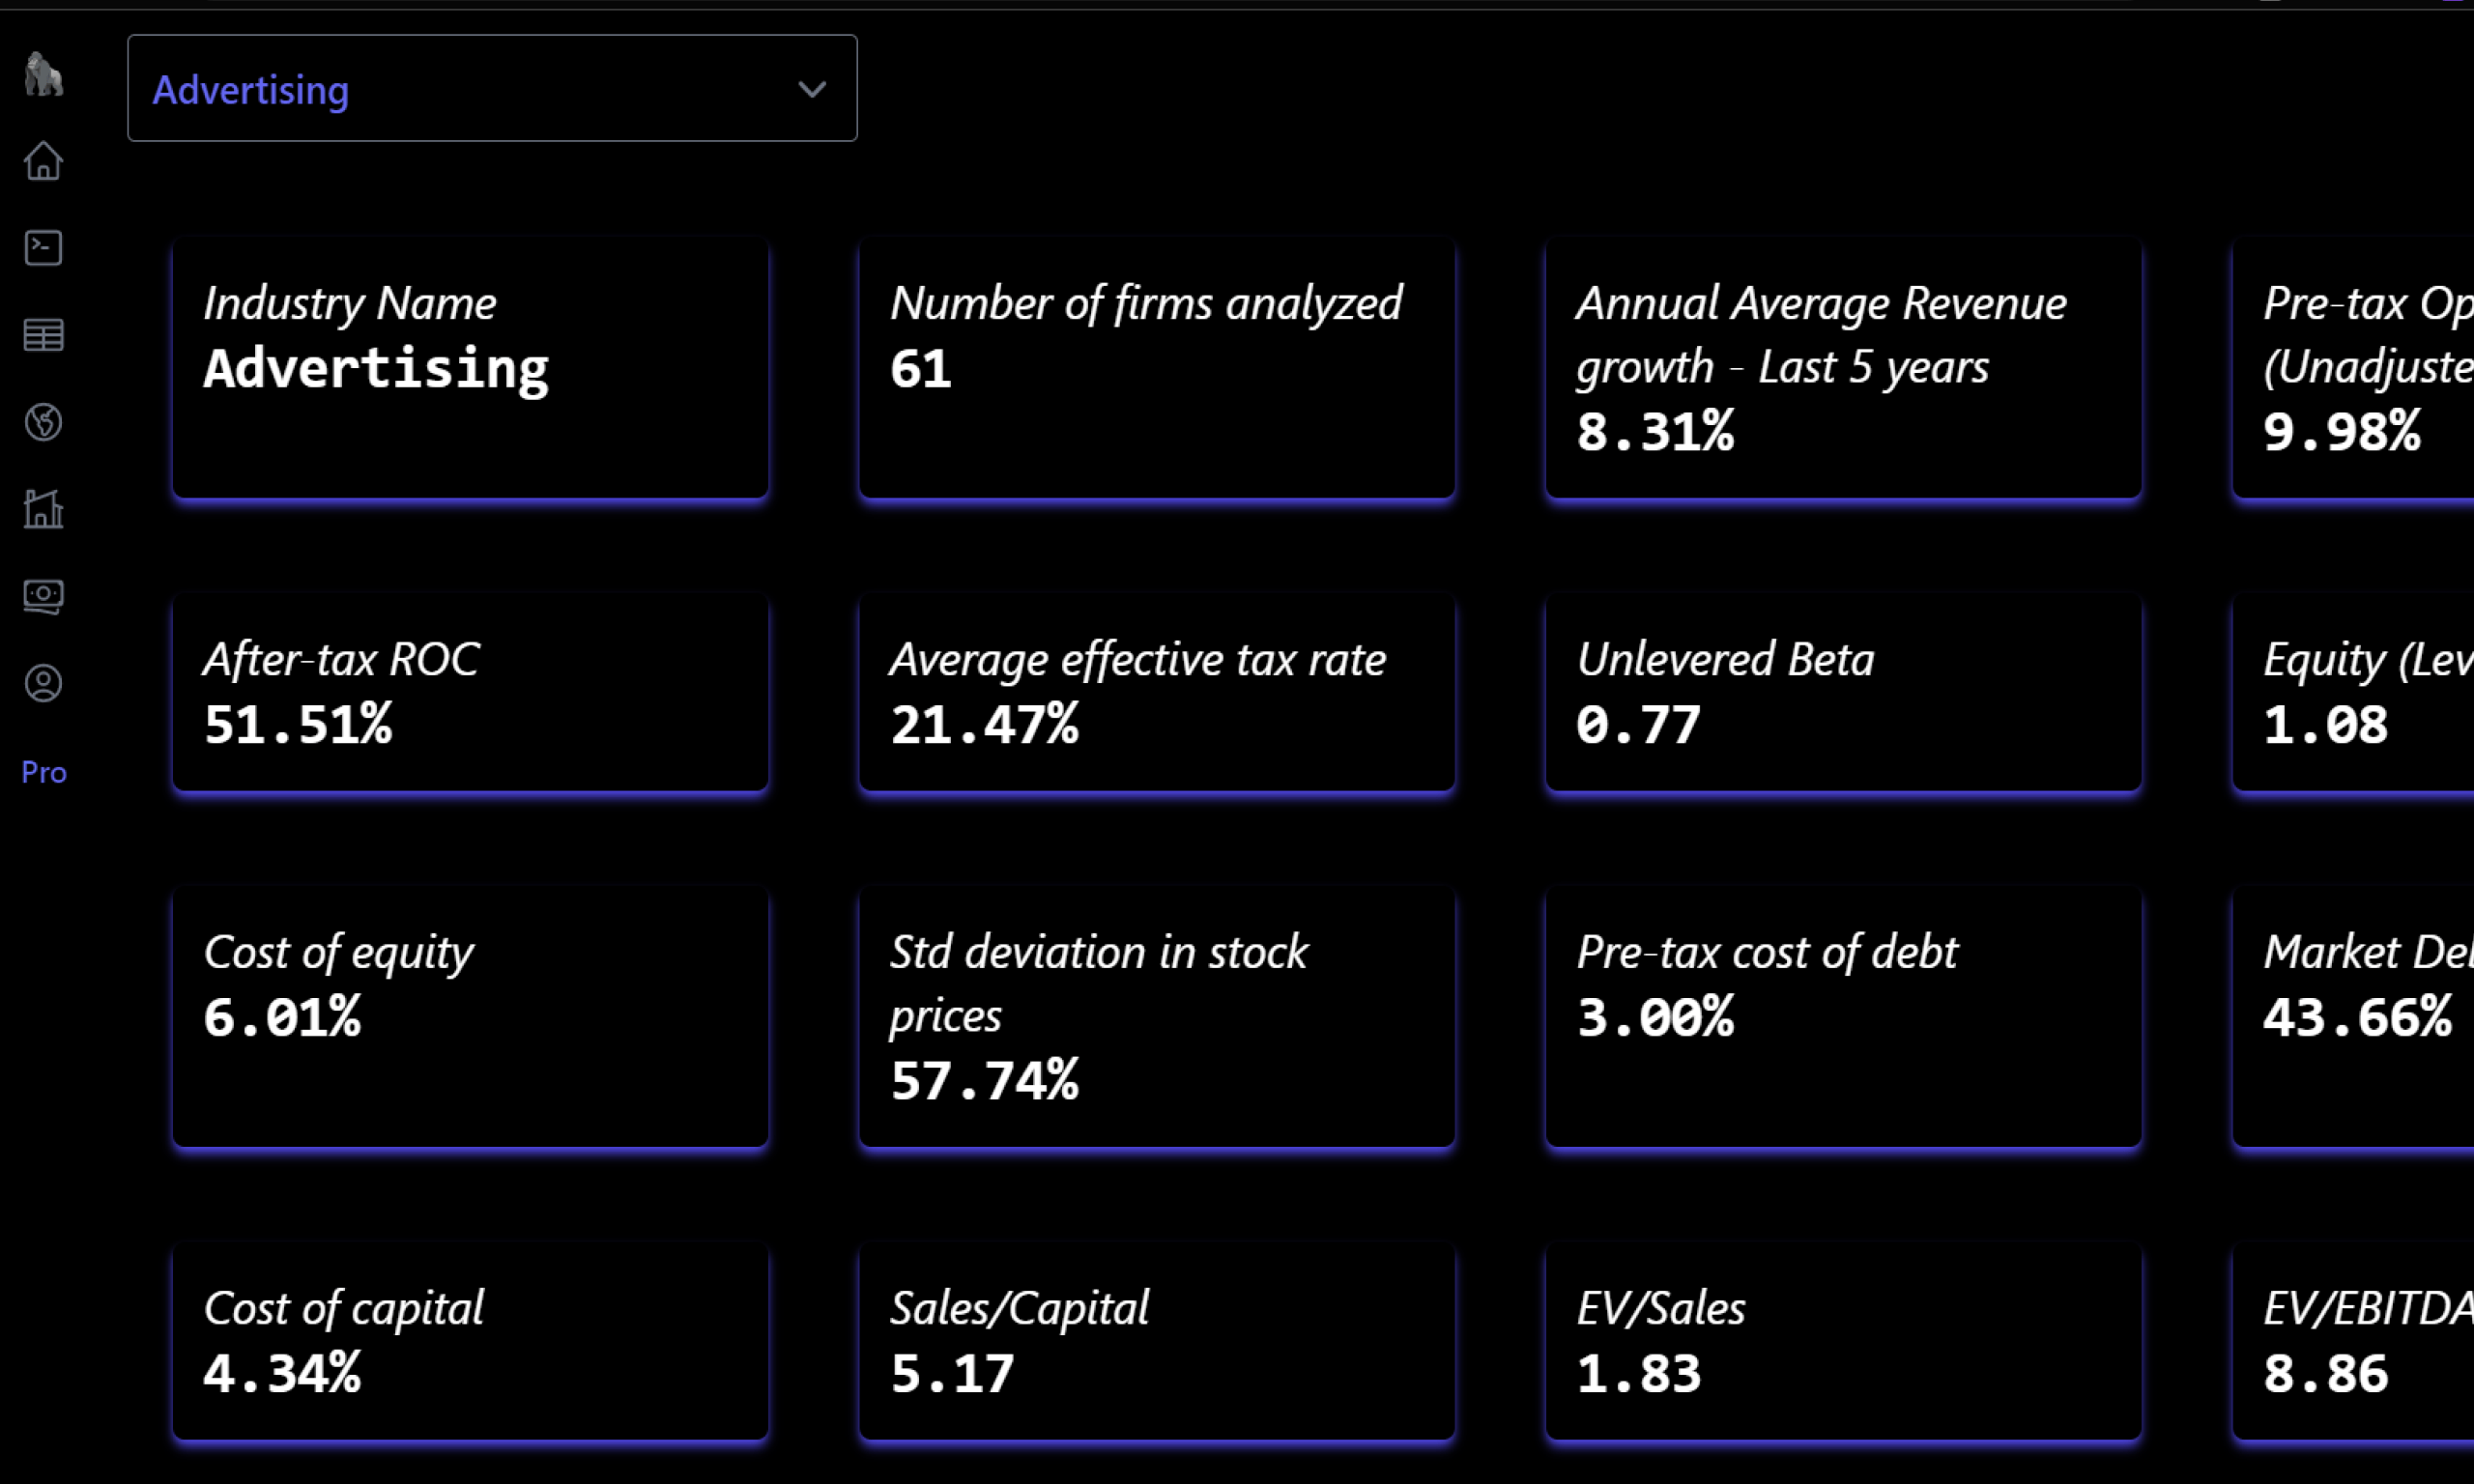 Advertising
Industry Name
Advertising
Number of firms analyzed
61
Annual Average Revenue
growth - Last 5 years
8.31%
Pre-tax Op
(Unadjuste
9.98%
After-tax ROC
51.51%
Average effective tax rate
21.47%
Unlevered Beta
0.77
Equity (Lev
1.08
Pro
Cost of equity
6.01%
Std deviation in stock
prices
57.74%
Pre-tax cost of debt
3.00%
Market De
43.66%
Cost of capital
4.34%
Sales/Capital
5.17
EV/Sales
1.83
EV/EBITDA
8.86